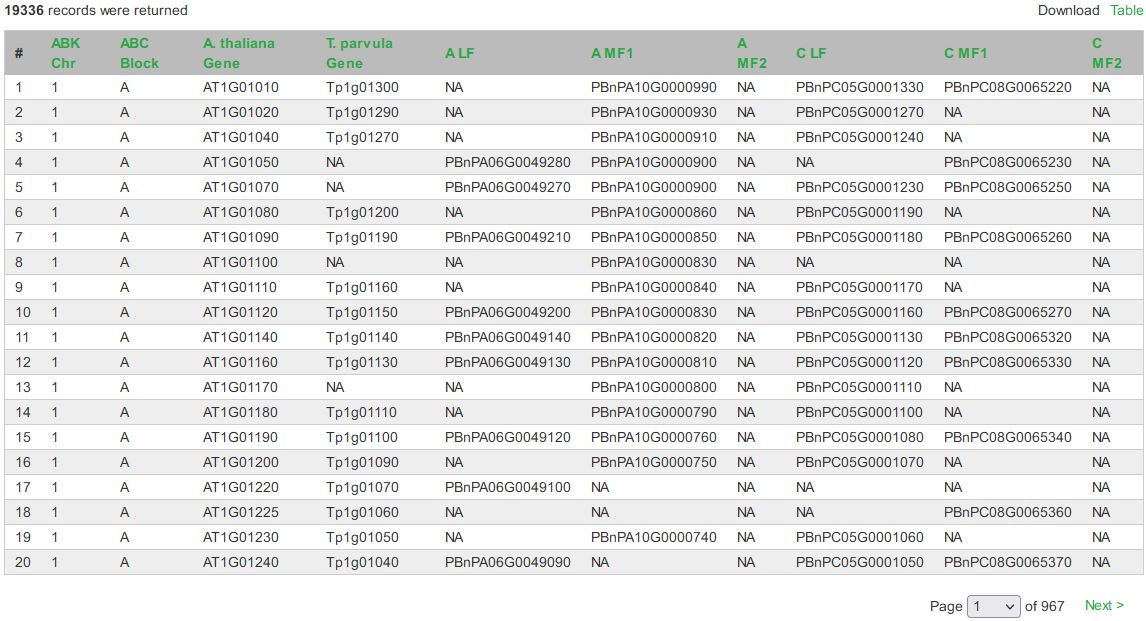 19336 records were returned Download Table
# ABK Chr ABC Block A. thaliana Gene T. parvula Gene A LF A MF1 A MF2 C LF C MF1 C MF2
1 1 A AT1G01010 Tp1g01300 NA PBnPA10G0000990 NA PBnPC05G0001330 PBnPC08G0065220 NA
2 1 A AT1G01020 Tp1g01290 NA PBnPA10G0000930 NA PBnPC05G0001270 NA NA
3 1 A AT1G01040 Tp1g01270 NA PBnPA10G0000910 NA PBnPC05G0001240 NA NA
4 1 A AT1G01050 NA PBnPA06G0049280 PBnPA10G0000900 NA NA PBnPC08G0065230 NA
5 1 A AT1G01070 NA PBnPA06G0049270 PBnPA10G0000900 NA PBnPC05G0001230 PBnPC08G0065250 NA
6 1 A AT1G01080 Tp1g01200 NA PBnPA10G0000860 NA PBnPC05G0001190 NA NA
7 1 A AT1G01090 Tp1g01190 PBnPA06G0049210 PBnPA10G0000850 NA PBnPC05G0001180 PBnPC08G0065260 NA
8 1 A AT1G01100 NA NA PBnPA10G0000830 NA NA NA NA
9 1 A AT1G01110 Tp1g01160 NA PBnPA10G0000840 NA PBnPC05G0001170 NA NA
10 1 A AT1G01120 Tp1g01150 PBnPA06G0049200 PBnPA10G0000830 NA PBnPC05G0001160 PBnPC08G0065270 NA
11 1 A AT1G01140 Tp1g01140 PBnPA06G0049140 PBnPA10G0000820 NA PBnPC05G0001130 PBnPC08G0065320 NA
12 1 A AT1G01160 Tp1g01130 PBnPA06G0049130 PBnPA10G0000810 NA PBnPC05G0001120 PBnPC08G0065330 NA
13 1 A AT1G01170 NA NA PBnPA10G0000800 NA PBnPC05G0001110 NA NA
14 1 A AT1G01180 Tp1g01110 NA PBnPA10G0000790 NA PBnPC05G0001100 NA NA
15 1 A AT1G01190 Tp1g01100 PBnPA06G0049120 PBnPA10G0000760 NA PBnPC05G0001080 PBnPC08G0065340 NA
16 1 A AT1G01200 Tp1g01090 NA PBnPA10G0000750 NA PBnPC05G0001070 NA NA
17 1 A AT1G01220 Tp1g01070 PBnPA06G0049100 NA NA NA NA NA
18 1 A AT1G01225 Tp1g01060 NA NA NA NA PBnPC08G0065360 NA
19 1 A AT1G01230 Tp1g01050 NA PBnPA10G0000740 NA PBnPC05G0001060 NA NA
20 1 A AT1G01240 Tp1g01040 PBnPA06G0049090 NA NA PBnPC05G0001050 PBnPC08G0065370 NA
Page 1 of 967 Next >